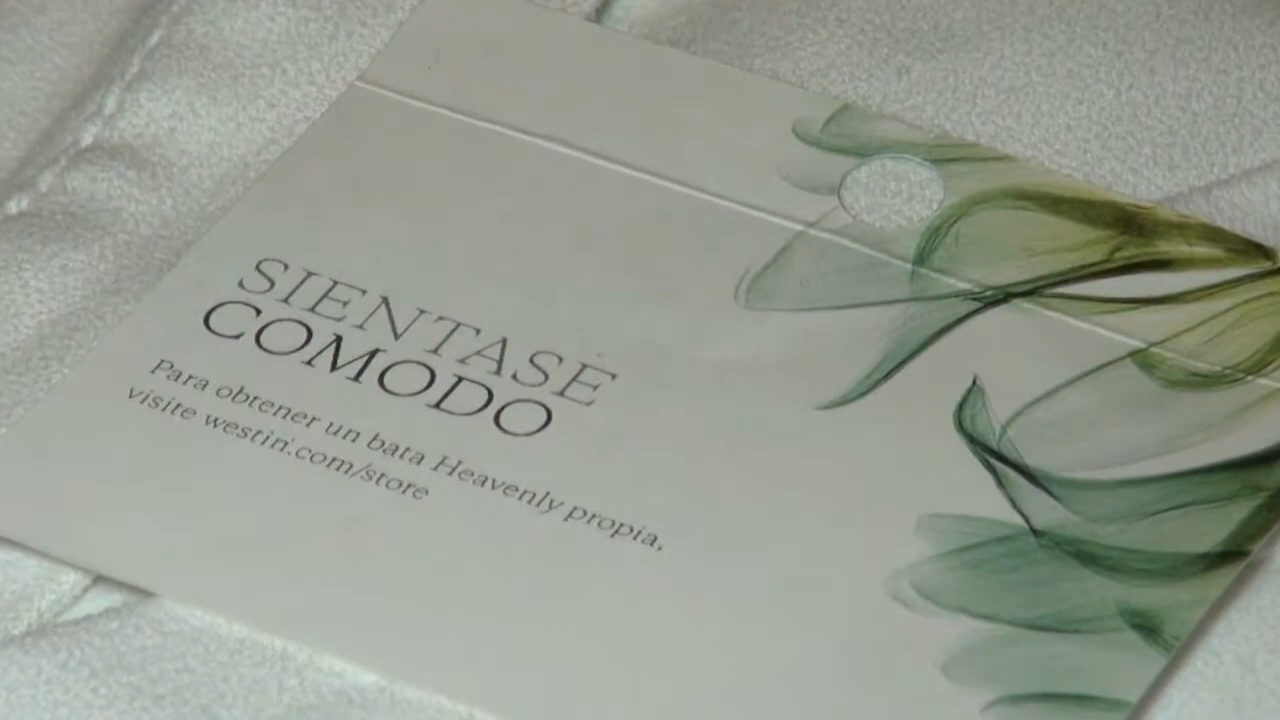 SIENTASE
COMODO
Para obtener un bata Heavenly propia,
visite westin.com/store